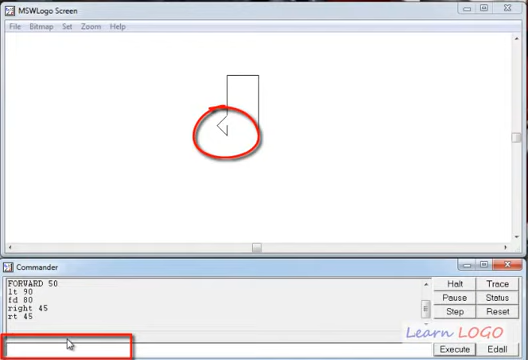 MSWLogo Screen
File Bitmap Set Zoom Help
Commander
FORWARD 50
lt 90
fd 80
right 45
rt 45
Halt Trace
Pause Status
Step Reset
Learn LOGO
Execute Edall